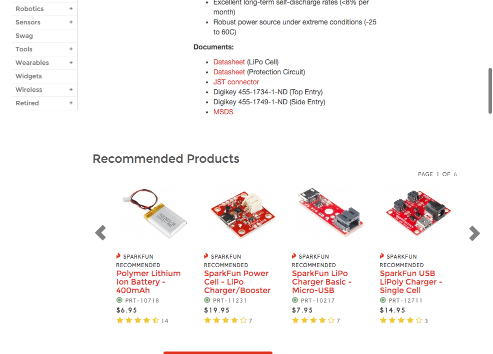 Excellent long-term self-discharge rates (<8% per
month)
Robotics +
Robust power source under extreme conditions (-25
to 60C)
Sensors +
Swag
Tools +
Wearables +
Widgets
Wireless +
Retired +
Documents:
Datasheet (LiPo Cell)
Datasheet (Protection Circuit)
JST connector
Digikey 455-1734-1-ND (Top Entry)
Digikey 455-1749-1-ND (Side Entry)
MSDS
Recommended Products
PAGE 1 OF 6
SPARKFUN
RECOMMENDED
Polymer Lithium
Ion Battery -
400mAh
PRT-10718
$6.95
14
SPARKFUN
RECOMMENDED
SparkFun Power
Cell - LiPo
Charger/Booster
PRT-11231
$19.95
7
SPARKFUN
RECOMMENDED
SparkFun LiPo
Charger Basic -
Micro-USB
PRT-10217
$7.95
7
SPARKFUN
RECOMMENDED
SparkFun USB
LiPoly Charger -
Single Cell
PRT-12711
$14.95
3